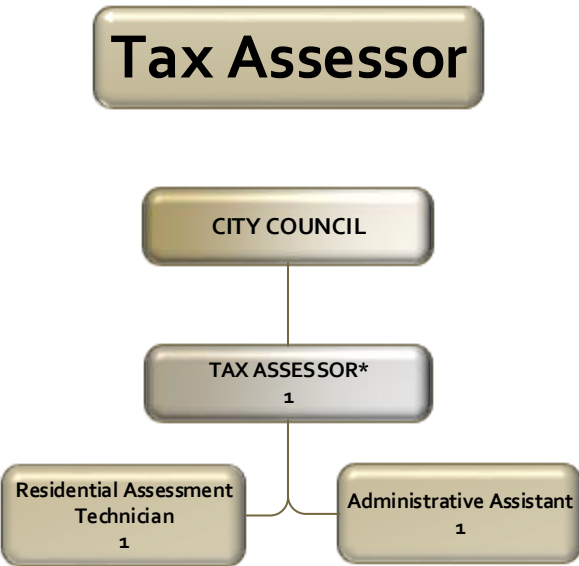 Tax Assessor
CITY COUNCIL
TAX ASSESSOR*
1
Residential Assessment
Technician
1
Administrative Assistant
1